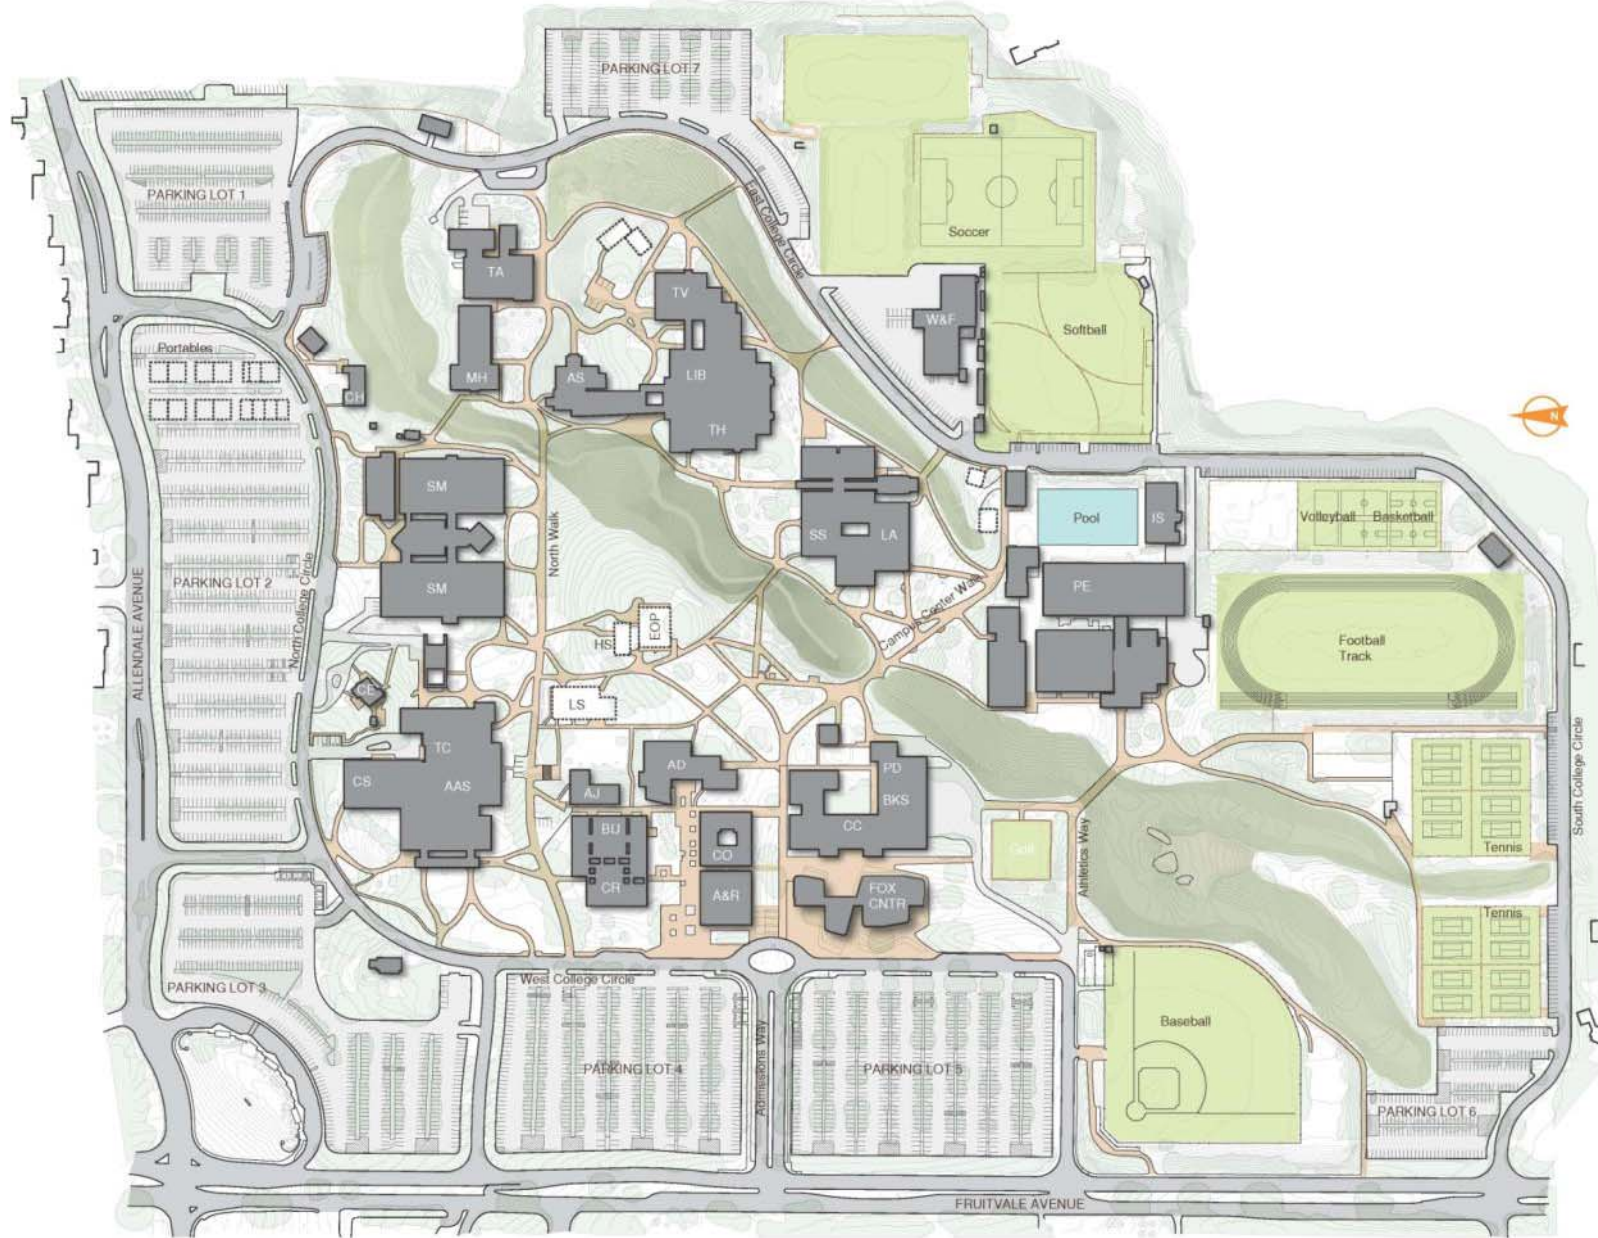 PARKING LOT 7
PARKING LOT 1
East College Circle
Soccer
TA
TV
W&F
Softball
Portables
MH
AS
LIB
CH
TH
N
SM
North Walk
SS
LA
Pool
IS
Volleyball
Basketball
PARKING LOT 2
North College Circle
ALLENDALE AVENUE
SM
PE
Campus Center Walk
HS
EOP
Football
Track
CE
LS
TC
CS
AAS
AD
AJ
PD
BKS
BU
CC
CO
Golf
Athletics Way
South College Circle
Tennis
CR
A&R
FOX
CNTR
Tennis
PARKING LOT 3
West College Circle
Baseball
PARKING LOT 4
Admissions Way
PARKING LOT 5
PARKING LOT 6
FRUITVALE AVENUE